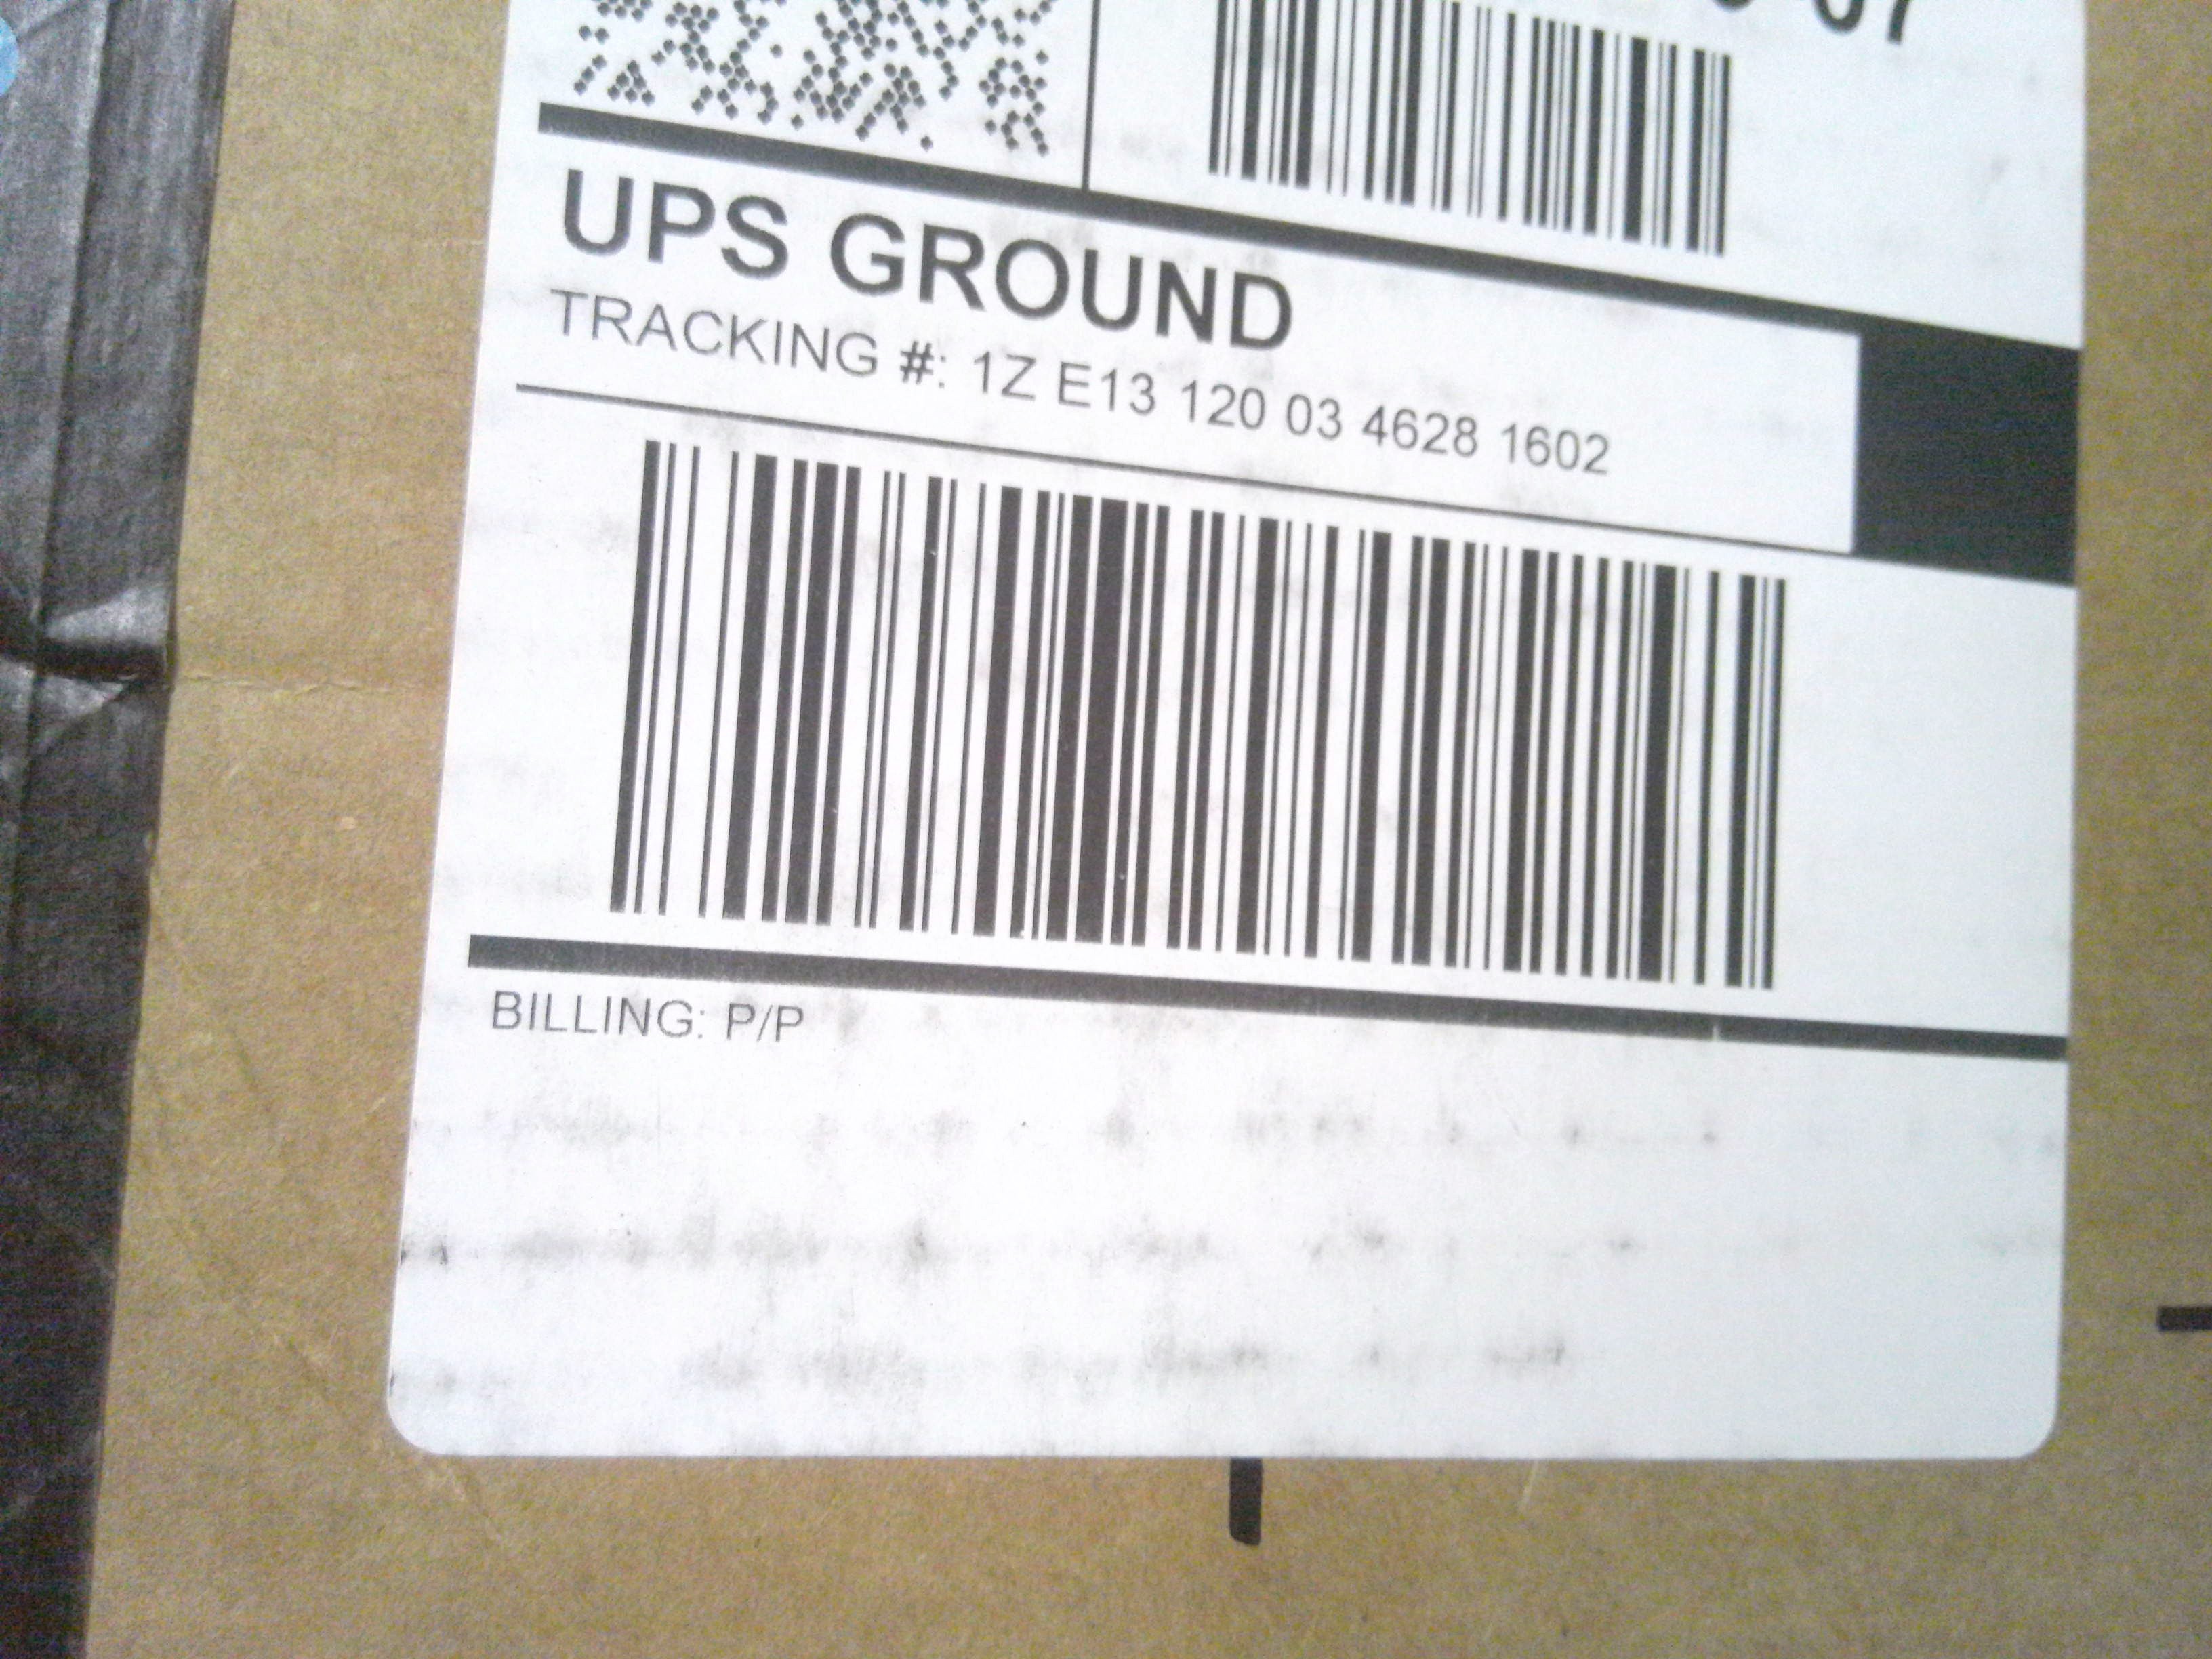 UPS GROUND
TRACKING #: 1Z E13 120 03 4628 1602
BILLING: P/P